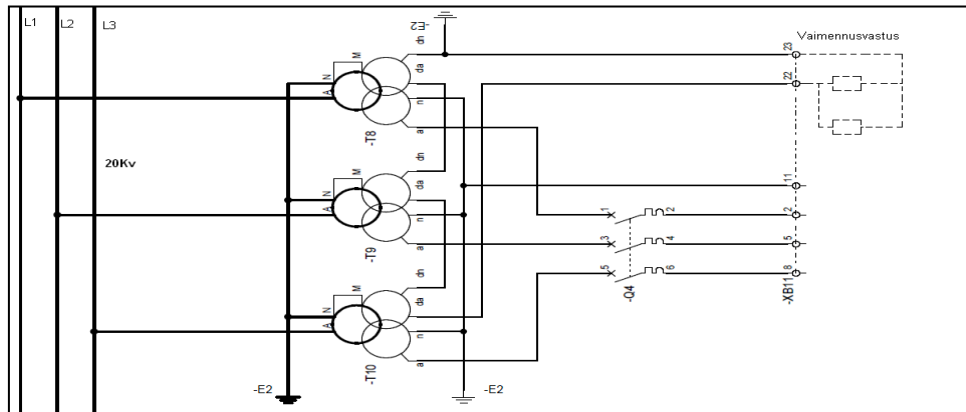 L1
L2
L3
-E2
Vaimennusvastus
dn
23
M
N
da
22
A
n
a
-T8
dn
20Kv
M
N
da
11
A
n
1
2
2
a
3
4
5
-T9
dn
5
6
8
M
N
da
-Q4
-XB11
A
n
a
-T10
-E2
-E2